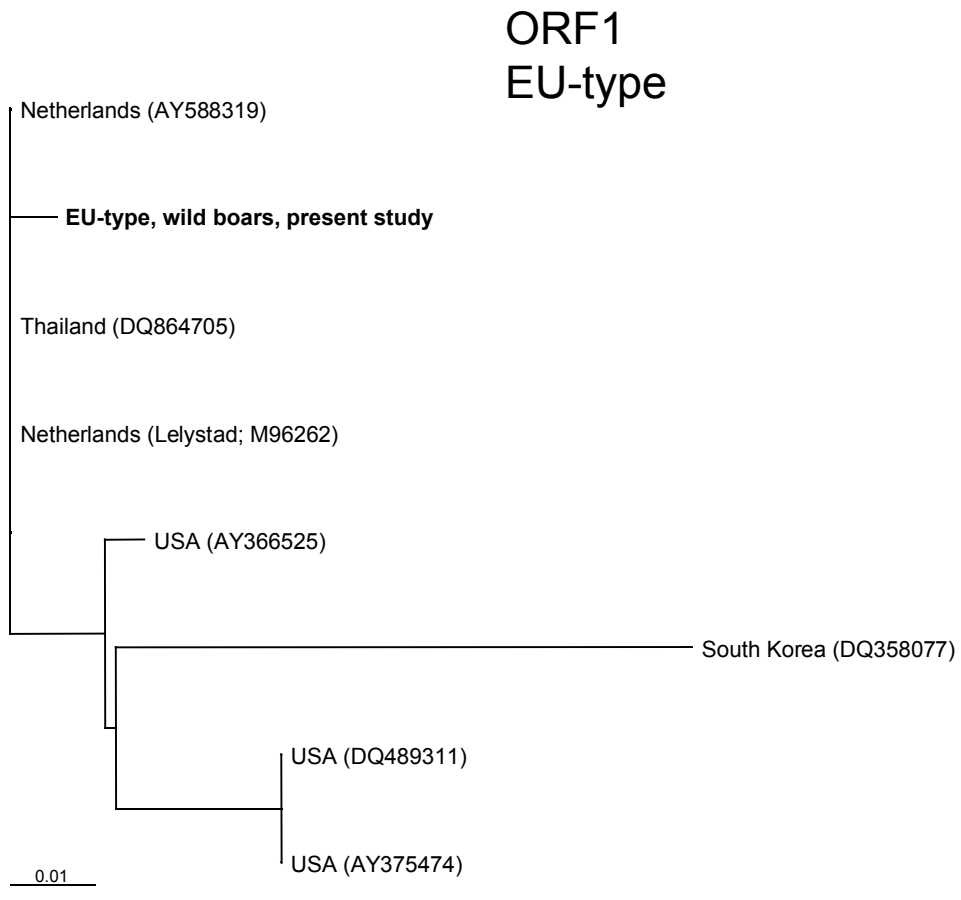 ORF1
EU-type
Netherlands (AY588319)
EU-type, wild boars, present study
Thailand (DQ864705)
Netherlands (Lelystad; M96262)
USA (AY366525)
South Korea (DQ358077)
USA (DQ489311)
USA (AY375474)
0.01